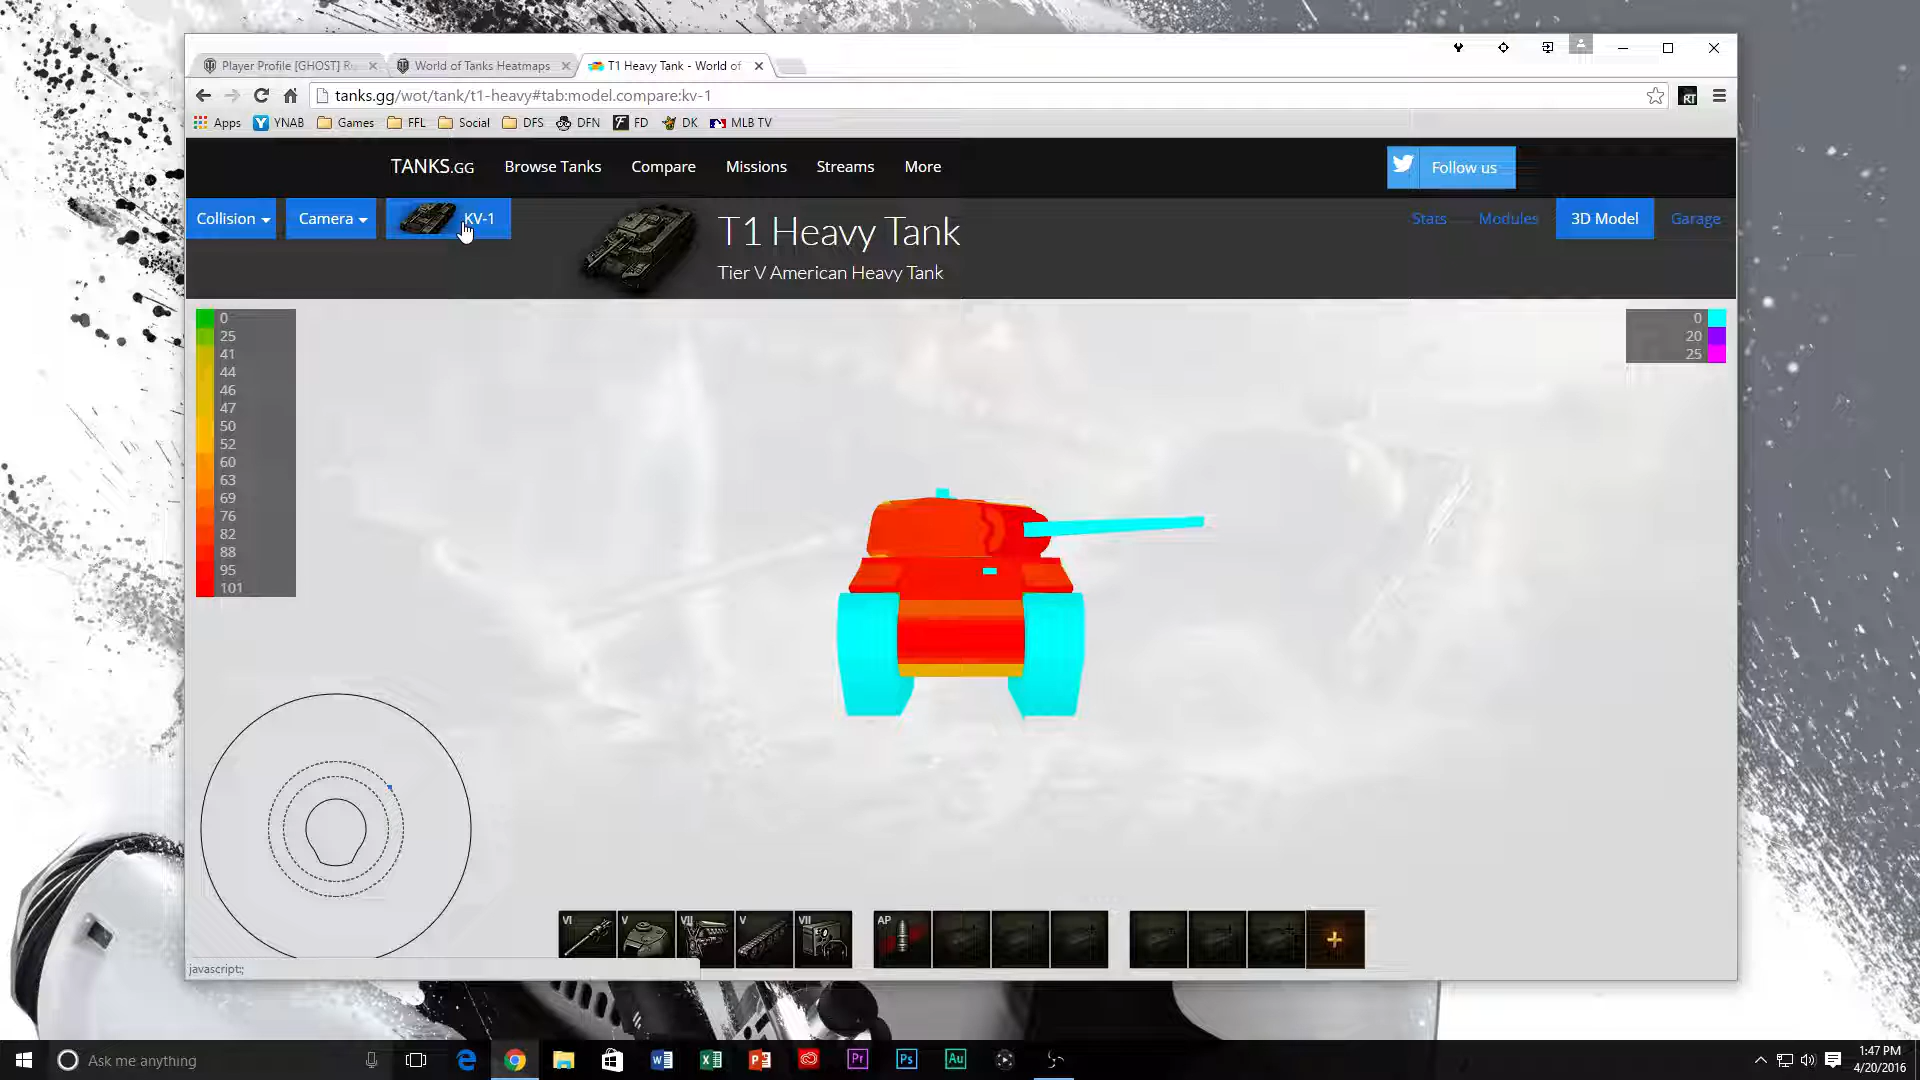 Player Profile [GHOST] R
World of Tanks Heatmaps
T1 Heavy Tank - World of
tanks.gg/wot/tank/t1-heavy#tab:model.compare:kv-1
RT
Apps
YNAB
Games
FFL
Social
DFS
DFN
FD
DK
MLB TV
TANKS.GG
Browse Tanks
Compare
Missions
Streams
More
Follow us
Collision
Camera
KV-1
T1 Heavy Tank
Tier V American Heavy Tank
Stats
Modules
3D Model
Garage
0
25
41
44
46
47
50
52
60
63
69
76
82
88
95
101
0
20
25
VI
V
VII
V
VII
AP
javascript:;
Ask me anything
Pr
Ps
Au
1:47 PM
4/20/2016